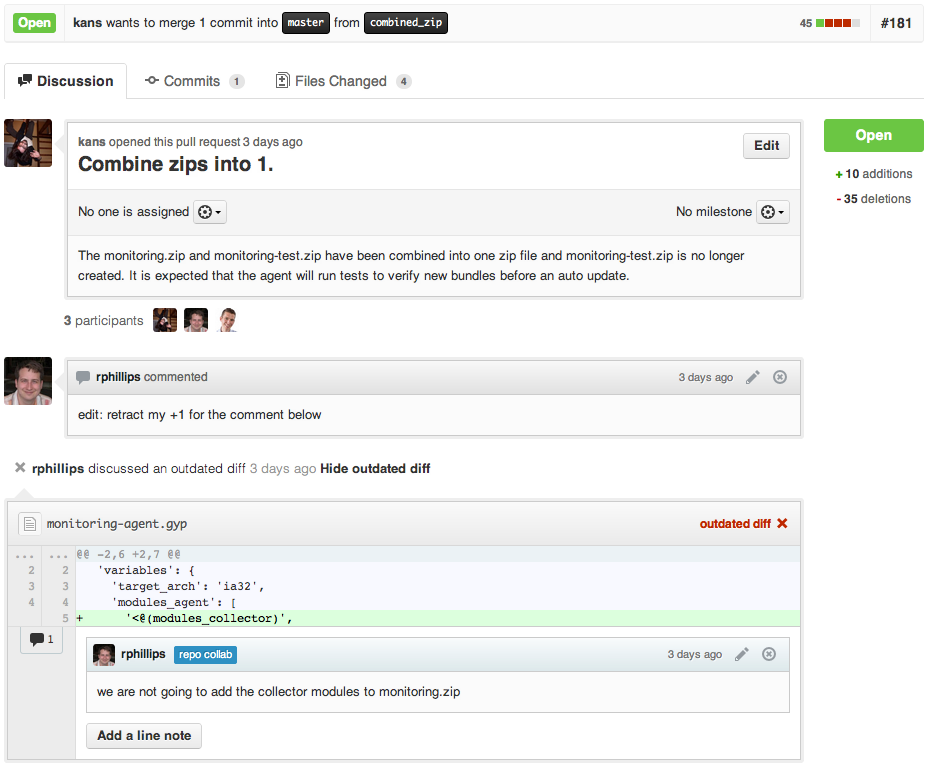 Open kans wants to merge 1 commit into master from combined_zip 45 #181
Discussion Commits 1 Files Changed 4
kans opened this pull request 3 days ago
Combine zips into 1.
Edit
Open
+ 10 additions
- 35 deletions
No one is assigned No milestone
The monitoring.zip and monitoring-test.zip have been combined into one zip file and monitoring-test.zip is no longer
created. It is expected that the agent will run tests to verify new bundles before an auto update.
3 participants
rphillips commented 3 days ago
edit: retract my +1 for the comment below
rphillips discussed an outdated diff 3 days ago Hide outdated diff
monitoring-agent.gyp outdated diff
... ... @@ -2,6 +2,7 @@
2 2 'variables': {
3 3 'target_arch': 'ia32',
4 4 'modules_agent': [
5 + '<@(modules_collector)',
1 rphillips repo collab 3 days ago
we are not going to add the collector modules to monitoring.zip
Add a line note